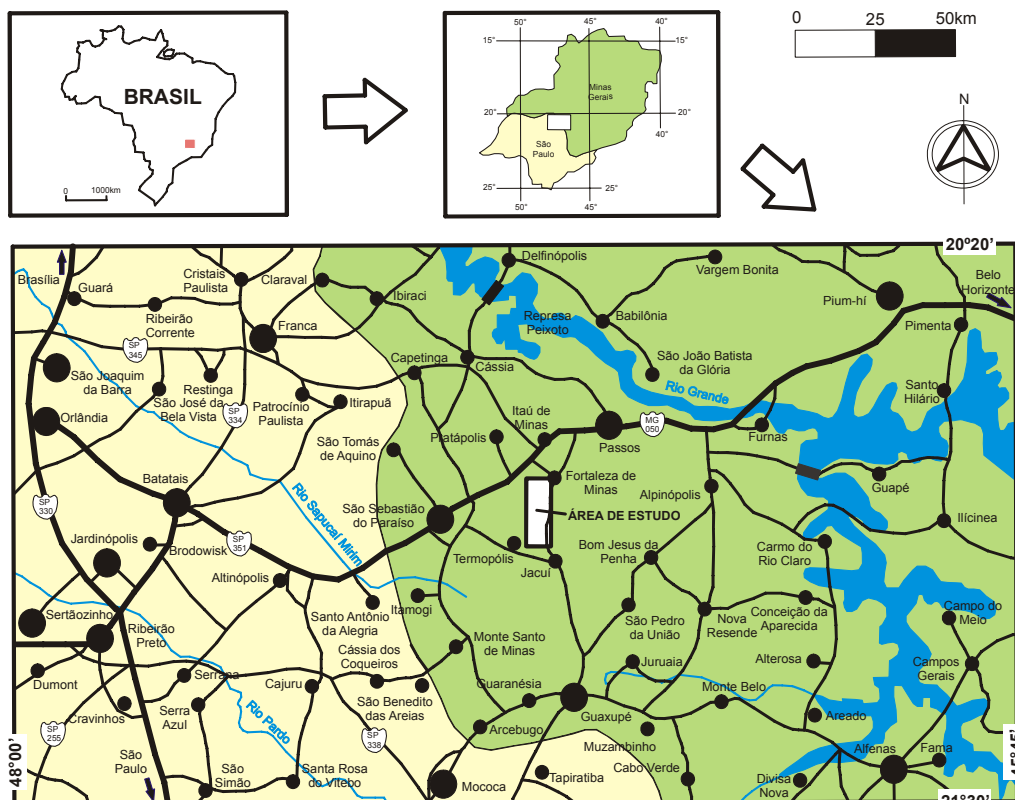 BRASIL
0 1000km
50° 45° 40°
15° 15°
Minas
Gerais
20° 20°
40°
São
Paulo
25° 25°
50° 45°
0 25 50km
N
20º20'
Brasília
Guará
Cristais
Paulista
Claraval
Ibiraci
Delfinópolis
Vargem Bonita
Belo
Horizonte
Pium-hí
Ribeirão
Corrente
Franca
Represa
Peixoto
Babilônia
Pimenta
SP
345
Capetinga
Cássia
São João Batista
da Glória
São Joaquim
da Barra
Restinga
São José da
Bela Vista
Patrocínio
Paulista
Itirapuã
Rio Grande
Santo
Hilário
Orlândia
SP
334
Itaú de
Minas
Platápolis
MG
050
Passos
Furnas
São Tomás
de Aquino
Batatais
Fortaleza de
Minas
Alpinópolis
Guapé
SP
330
Rio Sapucaí Mirim
São Sebastião
do Paraíso
ÁREA DE ESTUDO
Ilícinea
Jardinópolis
Brodowisk
SP
351
Termopólis
Jacuí
Bom Jesus da
Penha
Carmo do
Rio Claro
Altinópolis
Sertãozinho
Ribeirão
Preto
Santo Antônio
da Alegria
Itamogi
São Pedro
da União
Nova
Resende
Conceição da
Aparecida
Campo do
Meio
Cássia dos
Coqueiros
Monte Santo
de Minas
Juruaia
Alterosa
Campos
Gerais
Dumont
Serrana
Cajuru
São Benedito
das Areias
Guaranésia
Guaxupé
Monte Belo
Cravinhos
Serra
Azul
Rio Pardo
SP
338
Arcebugo
Muzambinho
Areado
SP
255
São
Paulo
São
Simão
Santa Rosa
do Vitebo
Mococa
Tapiratiba
Cabo Verde
Divisa
Nova
Alfenas
Fama
48º00'
45º45'
21º30'